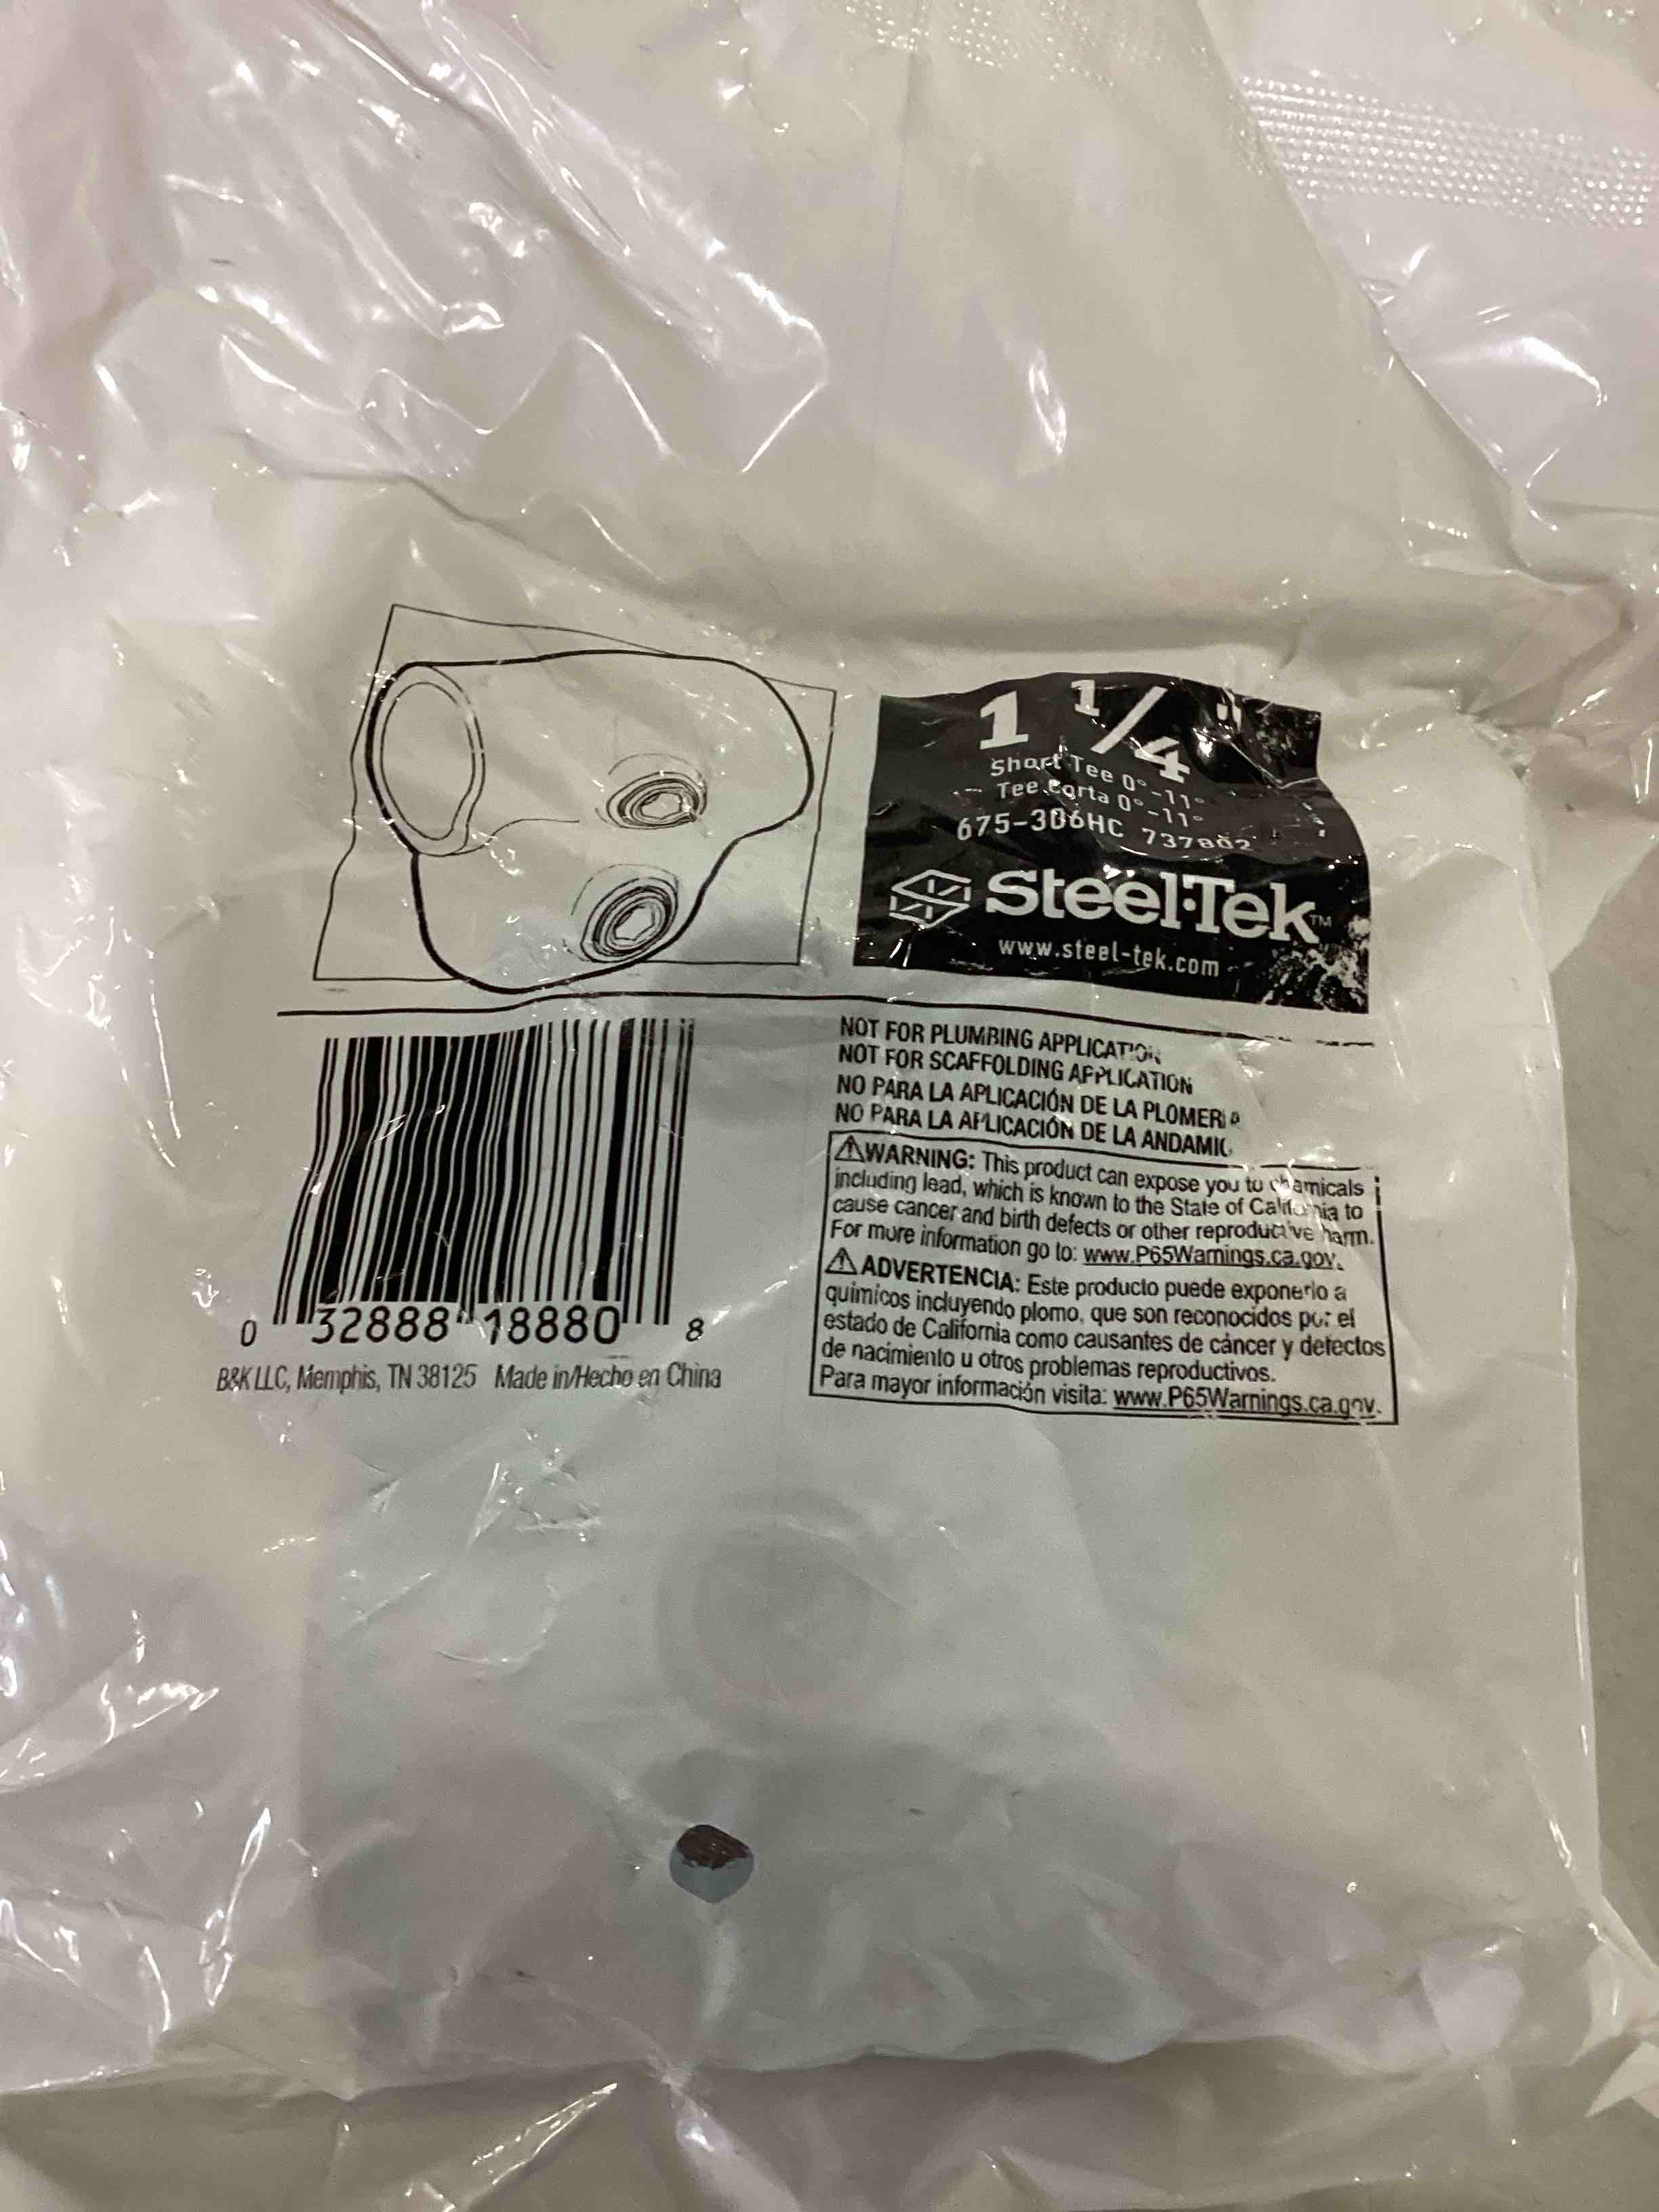 1 1/4"
Short Tee 0°-11°
Tee Corta 0°-11°
675-306HC 737802
Steel·Tek™
www.steel-tek.com
NOT FOR PLUMBING APPLICATION
NOT FOR SCAFFOLDING APPLICATION
NO PARA LA APLICACIÓN DE LA PLOMERIA
NO PARA LA APLICACIÓN DE LA ANDAMIO
⚠WARNING: This product can expose you to chemicals
including lead, which is known to the State of California to
cause cancer and birth defects or other reproductive harm.
For more information go to: www.P65Warnings.ca.gov.
⚠ADVERTENCIA: Este producto puede exponerlo a
quimicos incluyendo plomo, que son reconocidos por el
estado de California como causantes de cáncer y defectos
de nacimiento u otros problemas reproductivos.
Para mayor información visita: www.P65Warnings.ca.gov.
0 32888 18880 8
B&K LLC, Memphis, TN 38125 Made in/Hecho en China